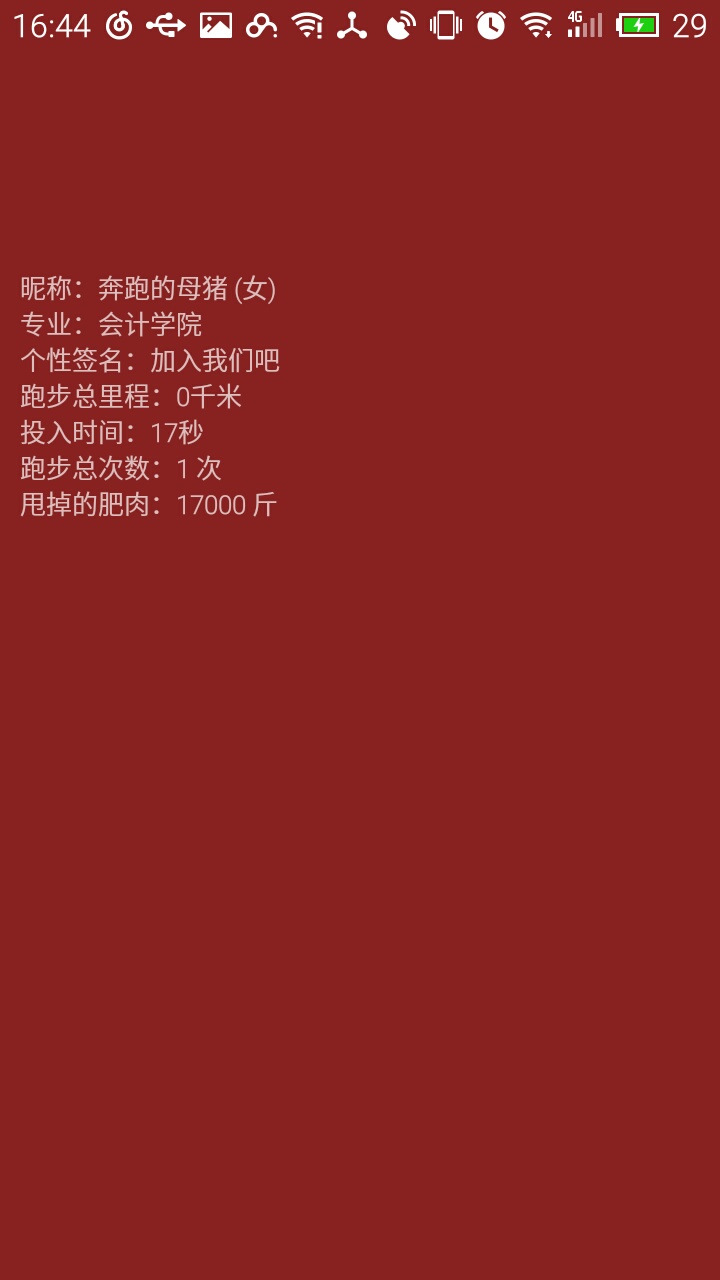 16:44 4G 29
昵称：奔跑的母猪 (女)
专业：会计学院
个性签名：加入我们吧
跑步总里程：0千米
投入时间：17秒
跑步总次数：1 次
甩掉的肥肉：17000 斤